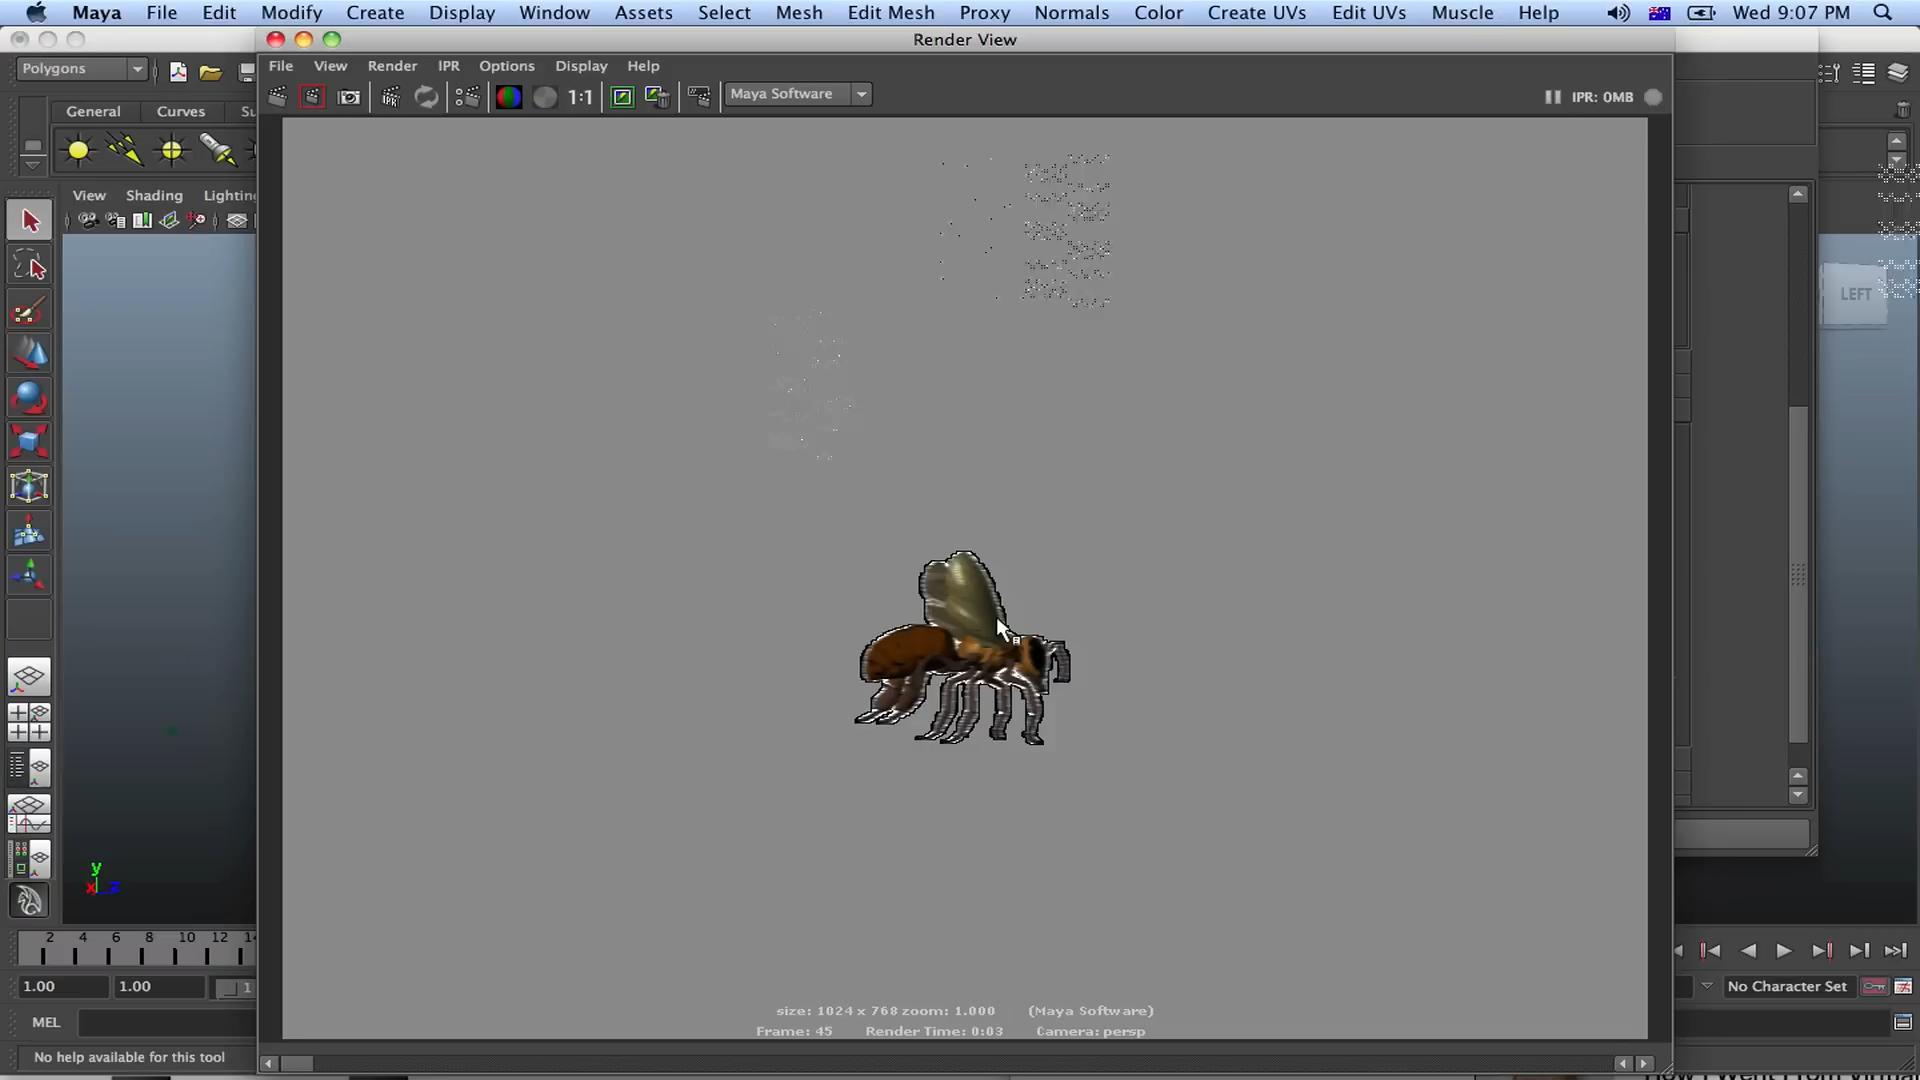 Maya File Edit Modify Create Display Window Assets Select Mesh Edit Mesh Proxy Normals Color Create UVs Edit UVs Muscle Help Wed 9:07 PM
Render View
Polygons
File View Render IPR Options Display Help
IPR 1:1 Maya Software IPR: 0MB
General Curves
View Shading Lighting
LEFT
y
x z
2 4 6 8 10 12
1.00 1.00 1 No Character Set
size: 1024 x 768 zoom: 1.000 (Maya Software)
Frame: 45 Render Time: 0:03 Camera: persp
MEL
No help available for this tool